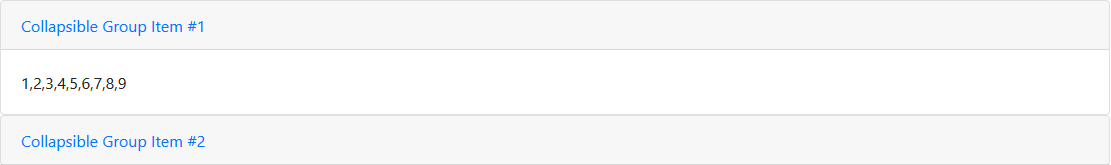 Collapsible Group Item #1
1,2,3,4,5,6,7,8,9
Collapsible Group Item #2